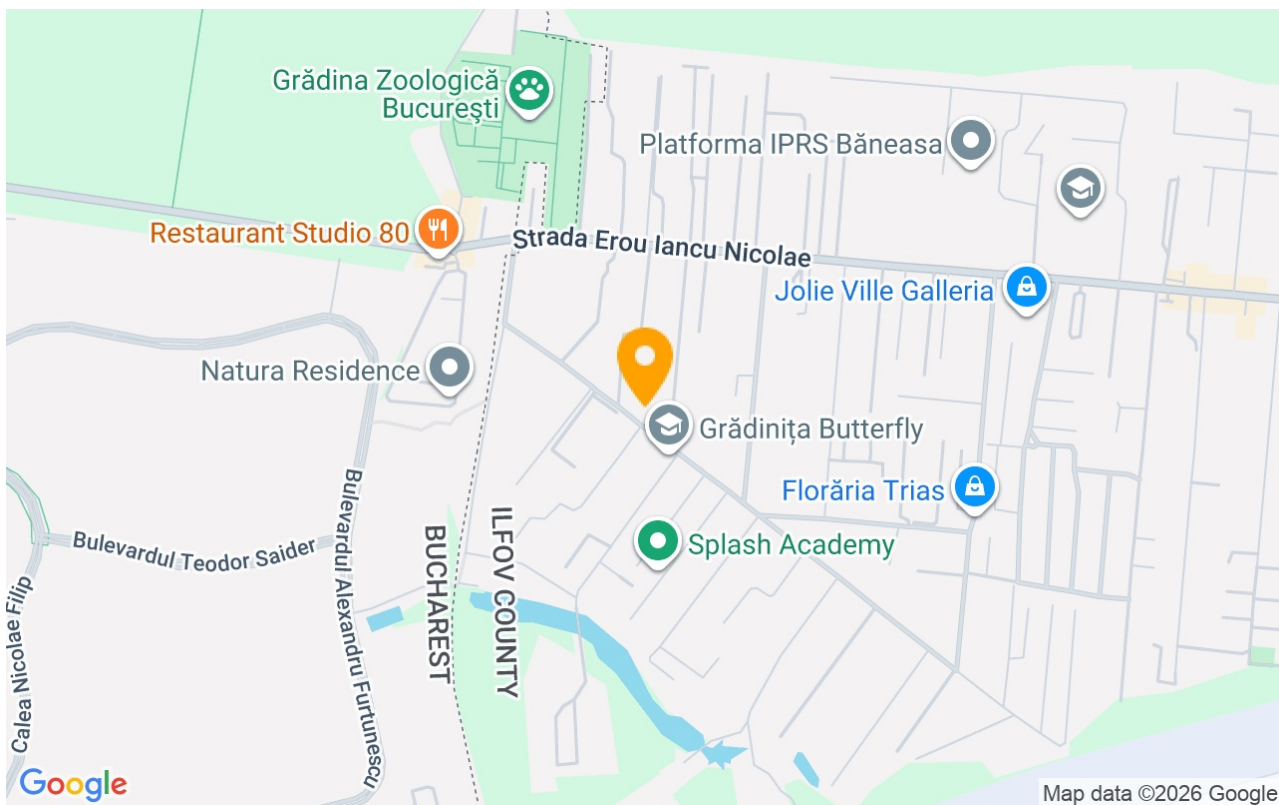 Grădina Zoologică
București
Platforma IPRS Băneasa
Restaurant Studio 80
Strada Erou Iancu Nicolae
Jolie Ville Galleria
Natura Residence
Grădinița Butterfly
Florăria Trias
Splash Academy
Bulevardul Teodor Saider
Bulevardul Alexandru Furtunescu
BUCHAREST
ILFOV COUNTY
Calea Nicolae Filip
Google
Map data ©2026 Google